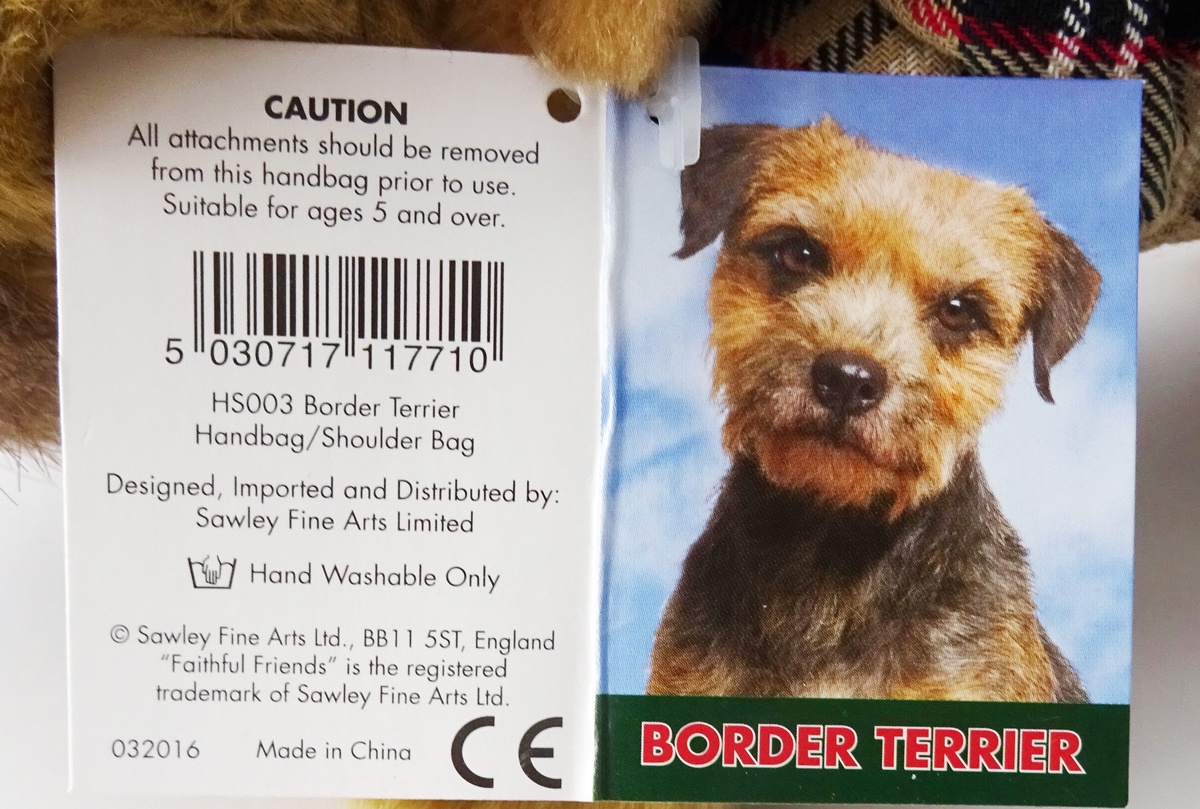 CAUTION
All attachments should be removed
from this handbag prior to use.
Suitable for ages 5 and over.
5 030717 117710
HS003 Border Terrier
Handbag/Shoulder Bag
Designed, Imported and Distributed by:
Sawley Fine Arts Limited
Hand Washable Only
© Sawley Fine Arts Ltd., BB11 5ST, England
“Faithful Friends” is the registered
trademark of Sawley Fine Arts Ltd.
032016 Made in China CE
BORDER TERRIER